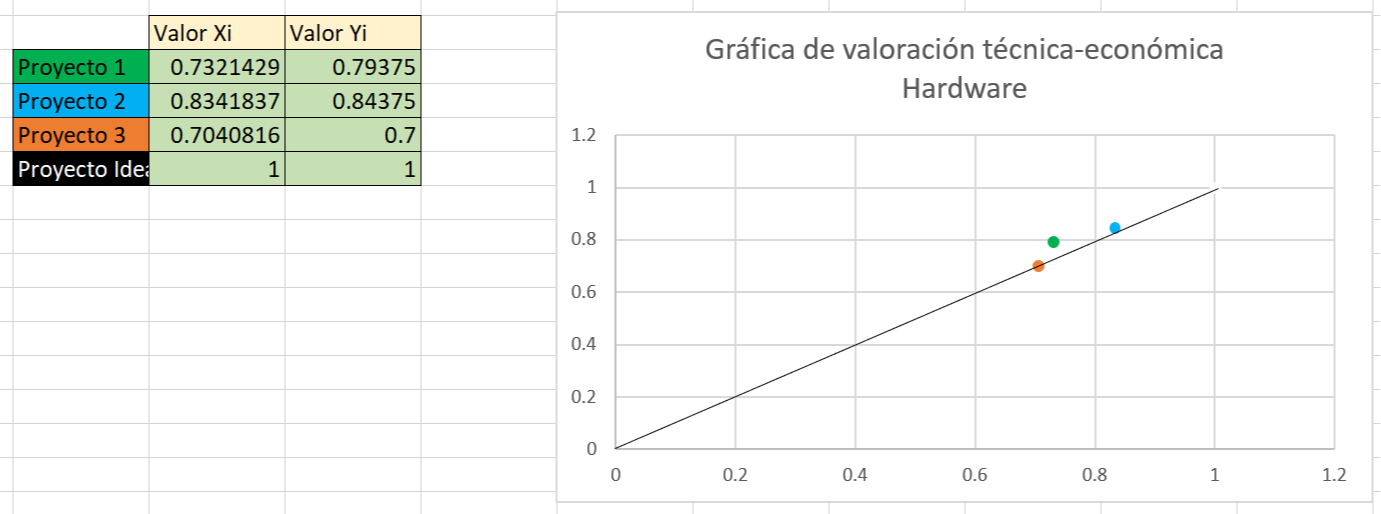 Valor Xi Valor Yi
Proyecto 1 0.7321429 0.79375
Proyecto 2 0.8341837 0.84375
Proyecto 3 0.7040816 0.7
Proyecto Idea 1 1
Gráfica de valoración técnica-económica
Hardware
1.2
1
0.8
0.6
0.4
0.2
0
0 0.2 0.4 0.6 0.8 1 1.2